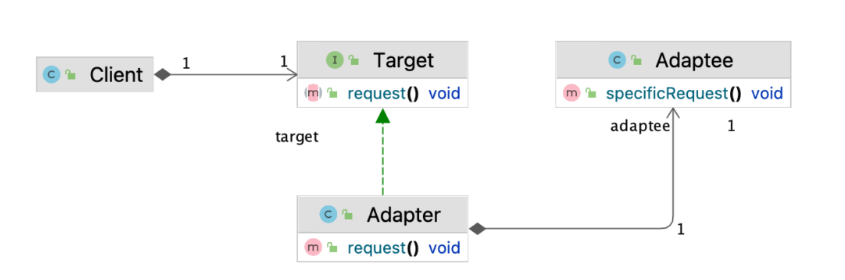 Client
1
1
C
I
Target
m
request() void
C
Adaptee
m
specificRequest() void
target
adaptee
1
C
Adapter
m
request() void
1